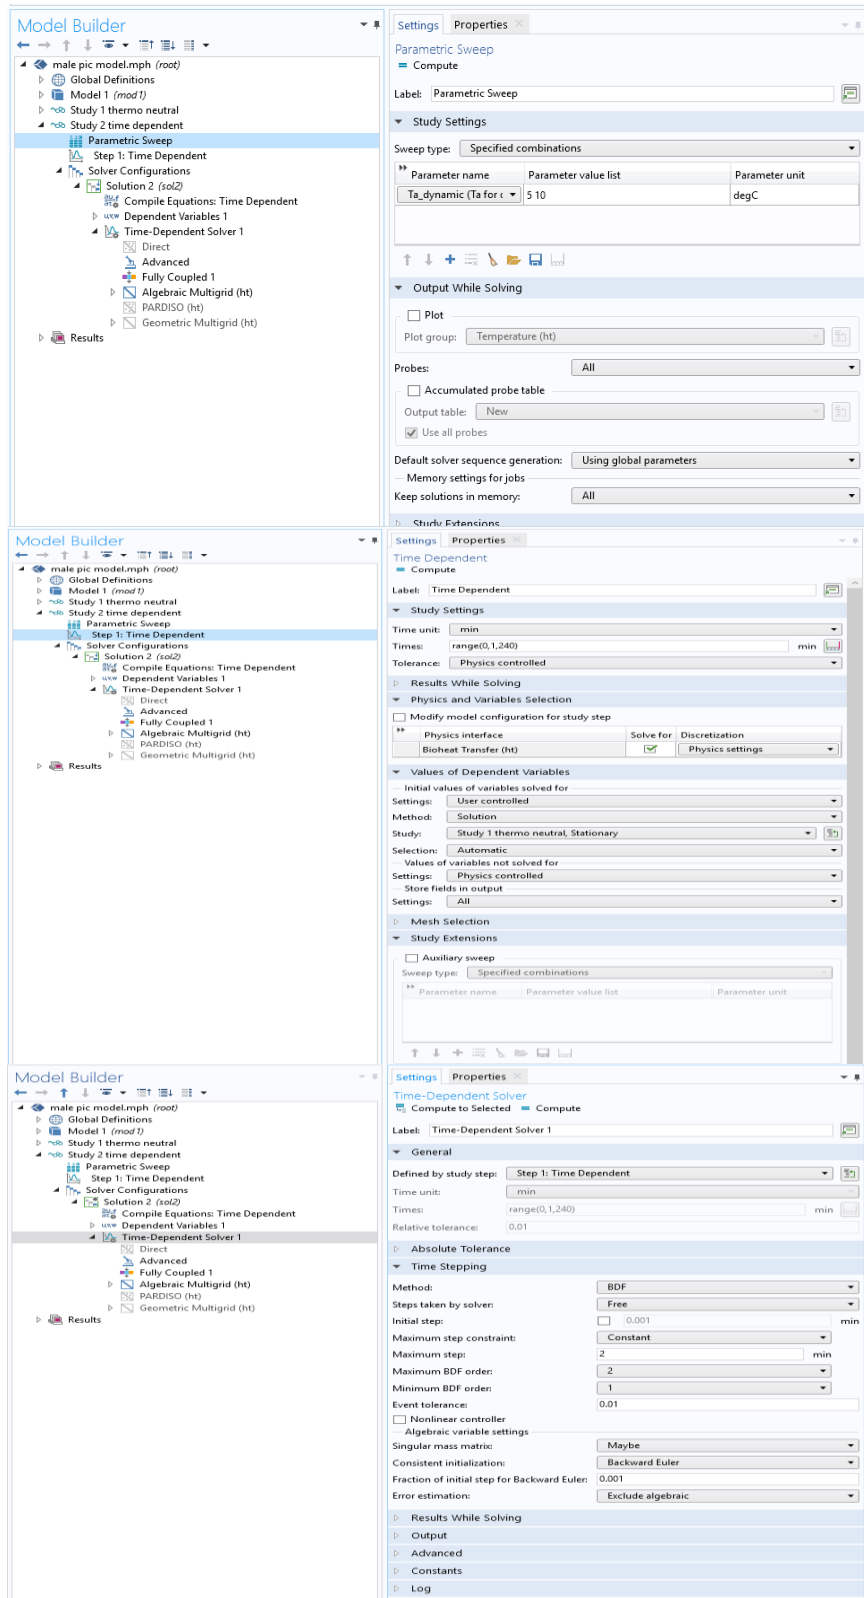 Model Builder
male pic model.mph (root)
Global Definitions
Model 1 (mod1)
Study 1 thermo neutral
Study 2 time dependent
Parametric Sweep
Step 1: Time Dependent
Solver Configurations
Solution 2 (sol2)
Compile Equations: Time Dependent
Dependent Variables 1
Time-Dependent Solver 1
Direct
Advanced
Fully Coupled 1
Algebraic Multigrid (ht)
PARDISO (ht)
Geometric Multigrid (ht)
Results
Settings Properties
Parametric Sweep
Compute
Label: Parametric Sweep
Study Settings
Sweep type: Specified combinations
Parameter name Parameter value list Parameter unit
Ta_dynamic (Ta for c 5 10 degC
Output While Solving
Plot
Plot group: Temperature (ht)
Probes: All
Accumulated probe table
Output table: New
Use all probes
Default solver sequence generation: Using global parameters
Memory settings for jobs
Keep solutions in memory: All
Study Extensions
Model Builder
male pic model.mph (root)
Global Definitions
Model 1 (mod1)
Study 1 thermo neutral
Study 2 time dependent
Parametric Sweep
Step 1: Time Dependent
Solver Configurations
Solution 2 (sol2)
Compile Equations: Time Dependent
Dependent Variables 1
Time-Dependent Solver 1
Direct
Advanced
Fully Coupled 1
Algebraic Multigrid (ht)
PARDISO (ht)
Geometric Multigrid (ht)
Results
Settings Properties
Time Dependent
Compute
Label: Time Dependent
Study Settings
Time unit: min
Times: range(0,1,240) min
Tolerance: Physics controlled
Results While Solving
Physics and Variables Selection
Modify model configuration for study step
Physics interface Solve for Discretization
Bioheat Transfer (ht) Physics settings
Values of Dependent Variables
Initial values of variables solved for
Settings: User controlled
Method: Solution
Study: Study 1 thermo neutral, Stationary
Selection: Automatic
Values of variables not solved for
Settings: Physics controlled
Store fields in output
Settings: All
Mesh Selection
Study Extensions
Auxiliary sweep
Sweep type: Specified combinations
Parameter name Parameter value list Parameter unit
Model Builder
male pic model.mph (root)
Global Definitions
Model 1 (mod1)
Study 1 thermo neutral
Study 2 time dependent
Parametric Sweep
Step 1: Time Dependent
Solver Configurations
Solution 2 (sol2)
Compile Equations: Time Dependent
Dependent Variables 1
Time-Dependent Solver 1
Direct
Advanced
Fully Coupled 1
Algebraic Multigrid (ht)
PARDISO (ht)
Geometric Multigrid (ht)
Results
Settings Properties
Time-Dependent Solver
Compute to Selected Compute
Label: Time-Dependent Solver 1
General
Defined by study step: Step 1: Time Dependent
Time unit: min
Times: range(0,1,240) min
Relative tolerance: 0.01
Absolute Tolerance
Time Stepping
Method: BDF
Steps taken by solver: Free
Initial step: 0.001 min
Maximum step constraint: Constant
Maximum step: 2 min
Maximum BDF order: 2
Minimum BDF order: 1
Event tolerance: 0.01
Nonlinear controller
Algebraic variable settings
Singular mass matrix: Maybe
Consistent initialization: Backward Euler
Fraction of initial step for Backward Euler: 0.001
Error estimation: Exclude algebraic
Results While Solving
Output
Advanced
Constants
Log